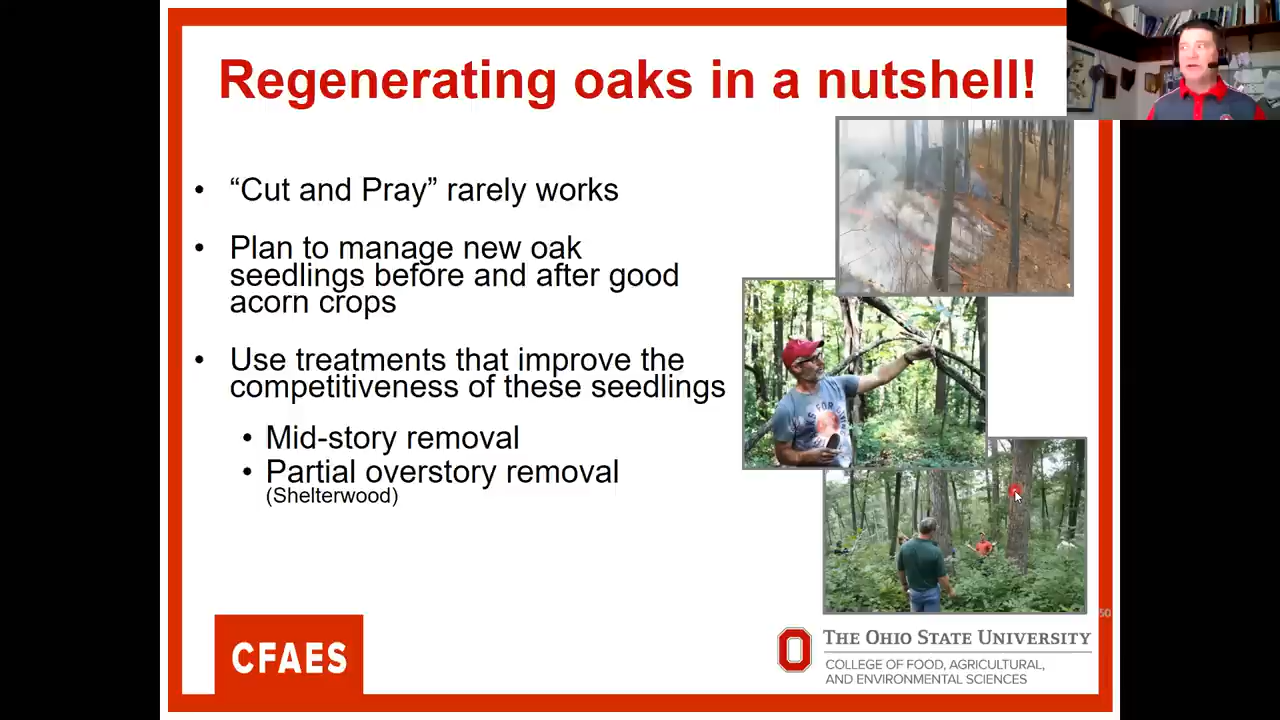 Regenerating oaks in a nutshell!
• “Cut and Pray” rarely works
• Plan to manage new oak
seedlings before and after good
acorn crops
• Use treatments that improve the
competitiveness of these seedlings
• Mid-story removal
• Partial overstory removal
(Shelterwood)
50
CFAES
THE OHIO STATE UNIVERSITY
COLLEGE OF FOOD, AGRICULTURAL,
AND ENVIRONMENTAL SCIENCES